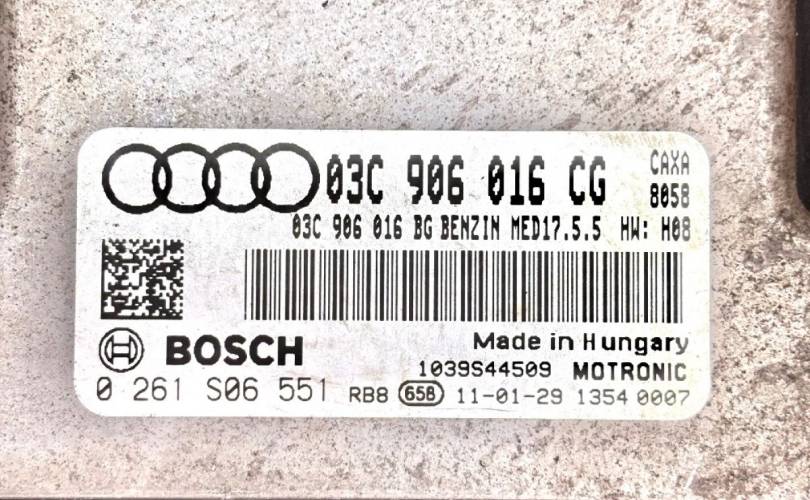 03C 906 016 CG CAXA 8058
03C 906 016 BG BENZIN MED17.5.5 HW: H08
BOSCH Made in Hungary
1039S44509 MOTRONIC
0 261 S06 551 RB8 658 11-01-29 1354 0007